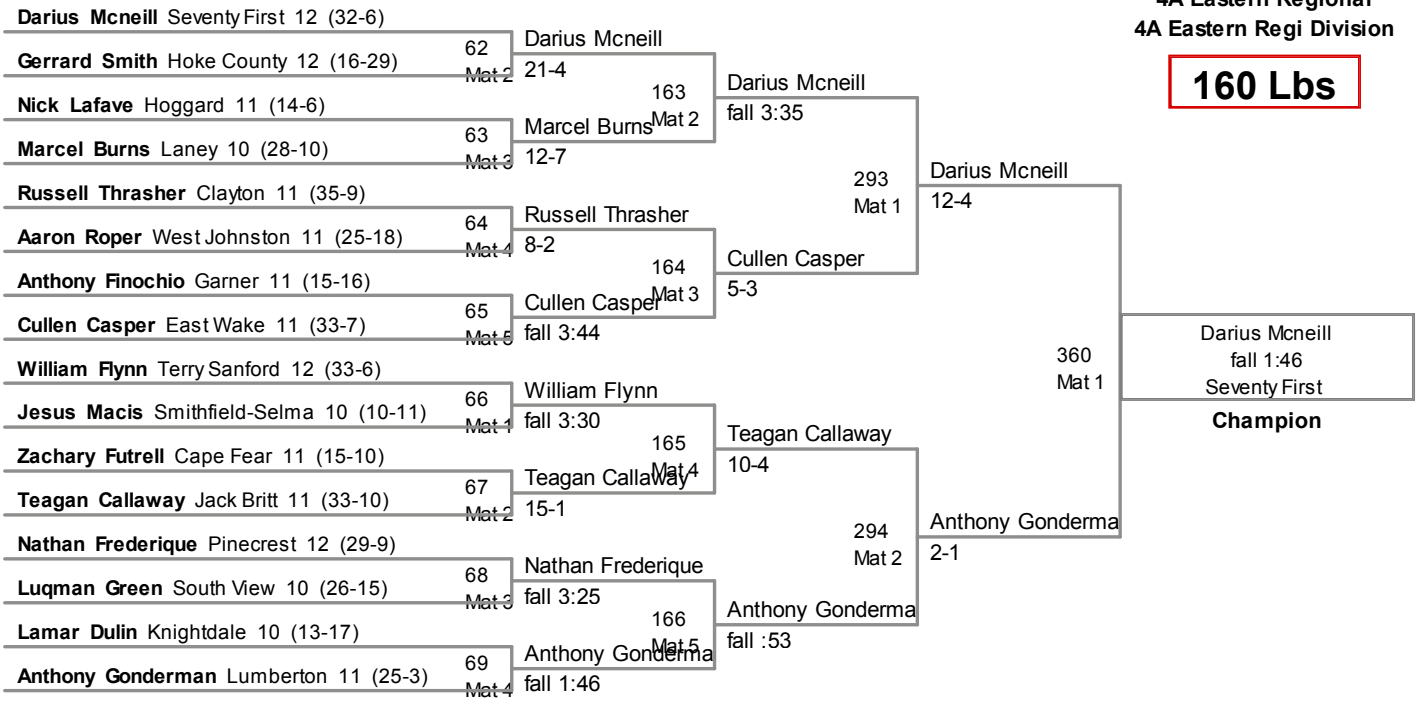 4A Eastern Regional
4A Eastern Regi Division
160 Lbs
Darius Mcneill Seventy First 12 (32-6)
Gerrard Smith Hoke County 12 (16-29)
Nick Lafave Hoggard 11 (14-6)
Marcel Burns Laney 10 (28-10)
Russell Thrasher Clayton 11 (35-9)
Aaron Roper West Johnston 11 (25-18)
Anthony Finochio Garner 11 (15-16)
Cullen Casper East Wake 11 (33-7)
William Flynn Terry Sanford 12 (33-6)
Jesus Macis Smithfield-Selma 10 (10-11)
Zachary Futrell Cape Fear 11 (15-10)
Teagan Callaway Jack Britt 11 (33-10)
Nathan Frederique Pinecrest 12 (29-9)
Luqman Green South View 10 (26-15)
Lamar Dulin Knightdale 10 (13-17)
Anthony Gonderman Lumberton 11 (25-3)
62
Mat 2
63
Mat 3
64
Mat 4
65
Mat 5
66
Mat 1
67
Mat 2
68
Mat 3
69
Mat 4
Darius Mcneill
21-4
Marcel Burns
12-7
Russell Thrasher
8-2
Cullen Casper
fall 3:44
William Flynn
fall 3:30
Teagan Callaway
15-1
Nathan Frederique
fall 3:25
Anthony Gonderma
fall 1:46
163
Mat 2
164
Mat 3
165
Mat 4
166
Mat 5
Darius Mcneill
fall 3:35
Cullen Casper
5-3
Teagan Callaway
10-4
Anthony Gonderma
fall :53
293
Mat 1
294
Mat 2
Darius Mcneill
12-4
Anthony Gonderma
2-1
360
Mat 1
Darius Mcneill
fall 1:46
Seventy First
Champion